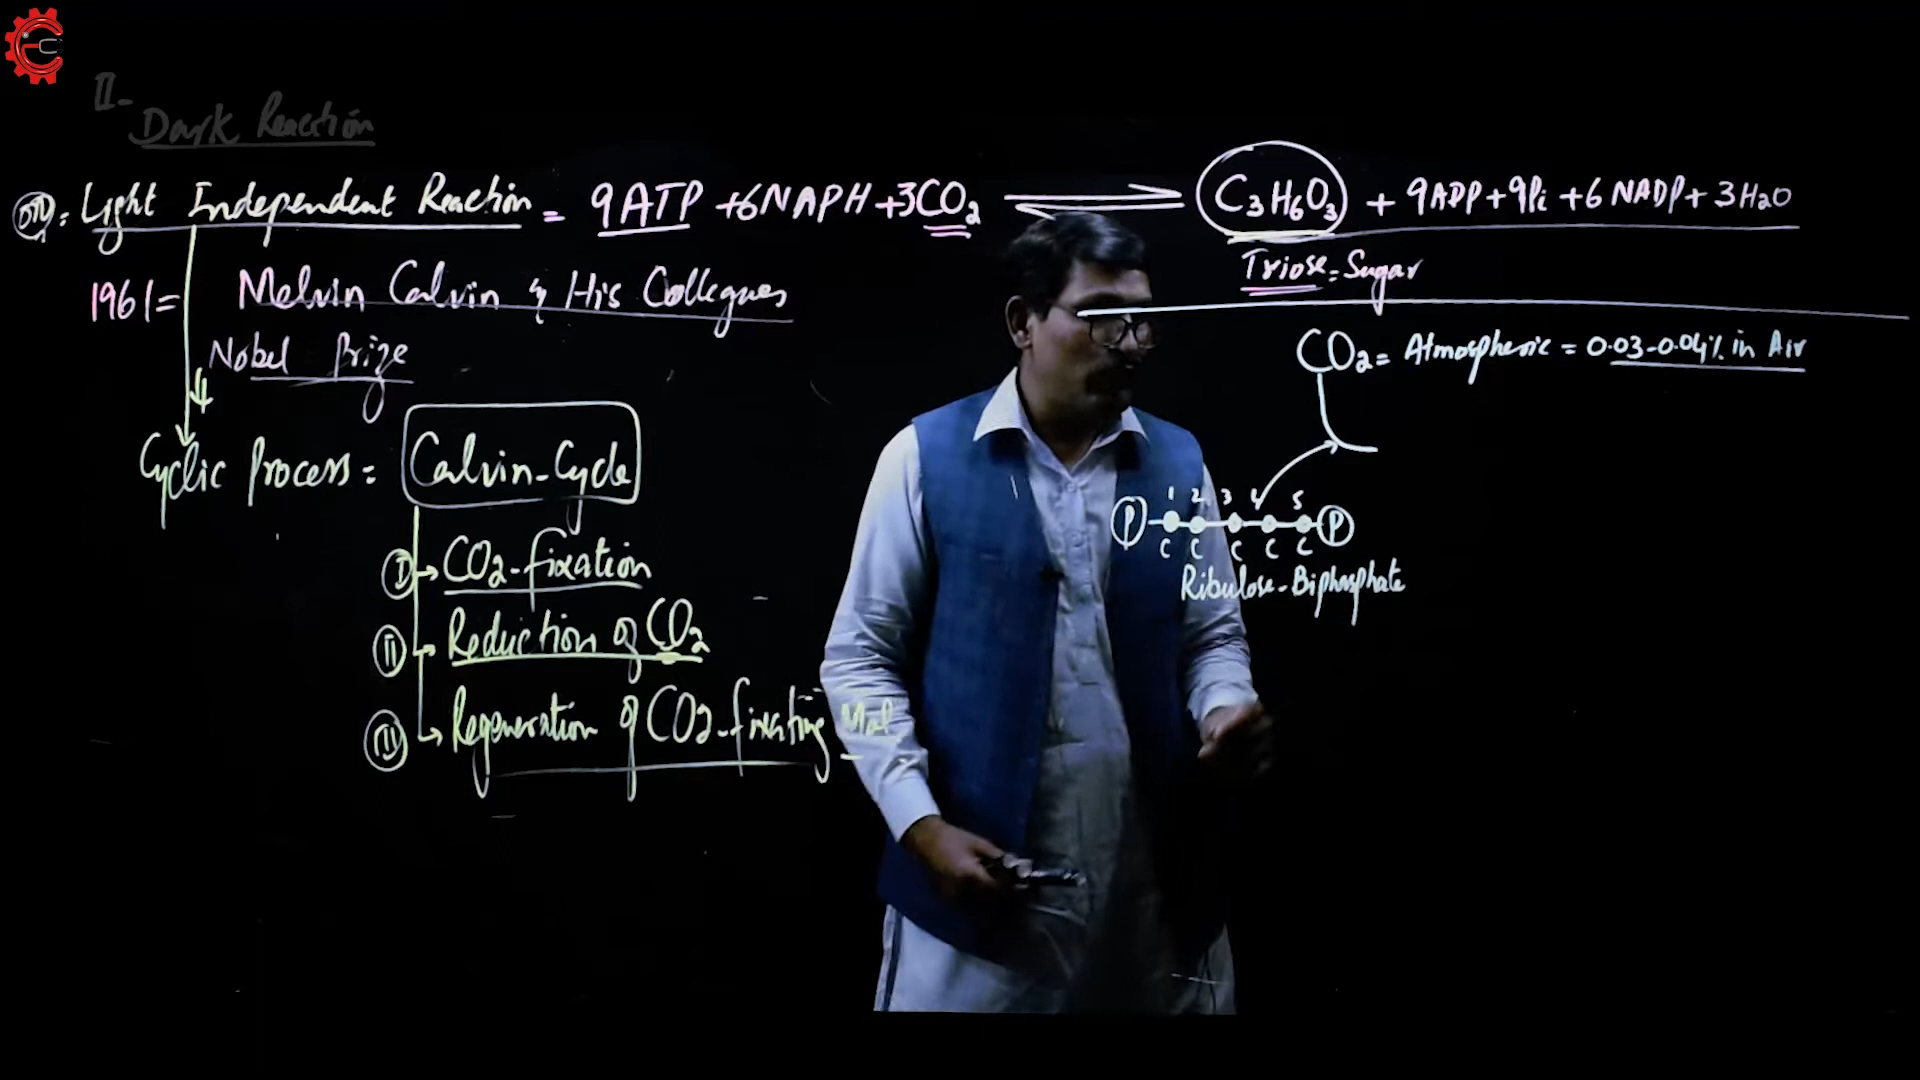 II- Dark Reaction
OR: Light Independent Reaction = 9ATP +6NAPH +3CO2 ⇌ C3H6O3 + 9ADP+9Pi +6 NADP+ 3H2O
Triose = Sugar
1961 = Melvin Calvin & His Collegues
Nobel Prize
CO2 = Atmospheric = 0.03-0.04% in Air
Cyclic Process = Calvin-Cycle
1 2 3 4 5
P P
C C C C C
Ribulose-Biphosphate
I → CO2-fixation
II → Reduction of CO2
III → Regeneration of CO2-fixating Mol